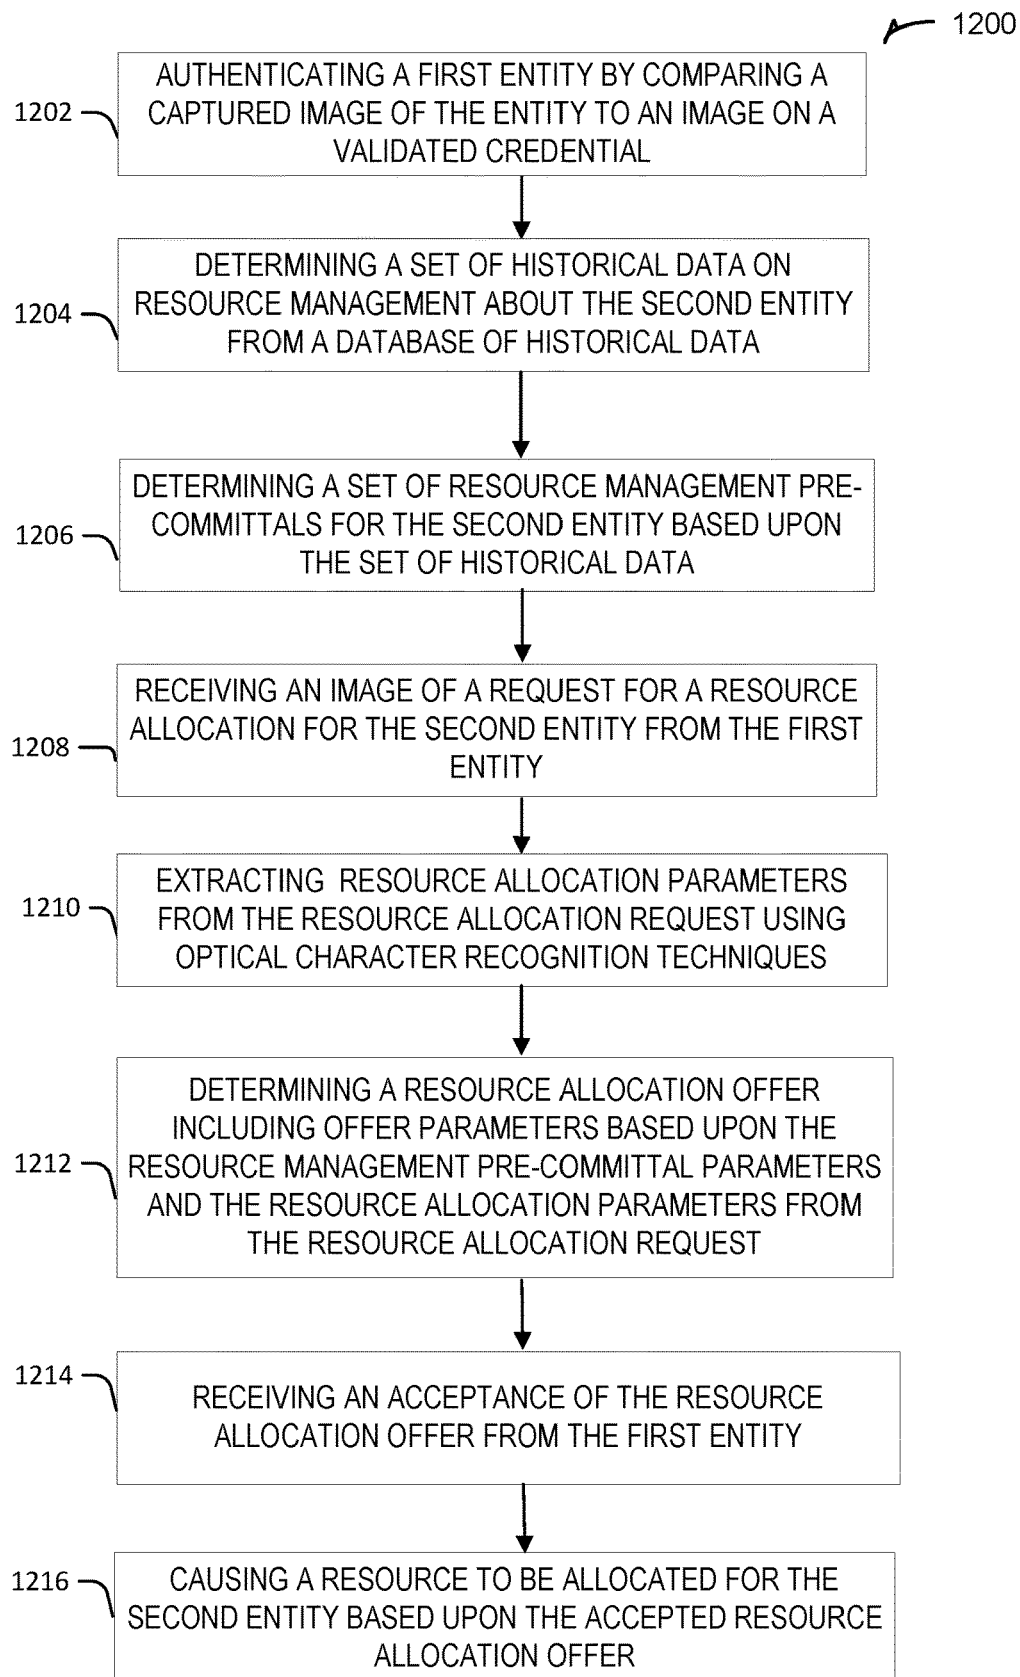 1200
1202
AUTHENTICATING A FIRST ENTITY BY COMPARING A
CAPTURED IMAGE OF THE ENTITY TO AN IMAGE ON A
VALIDATED CREDENTIAL
1204
DETERMINING A SET OF HISTORICAL DATA ON
RESOURCE MANAGEMENT ABOUT THE SECOND ENTITY
FROM A DATABASE OF HISTORICAL DATA
1206
DETERMINING A SET OF RESOURCE MANAGEMENT PRE-
COMMITTALS FOR THE SECOND ENTITY BASED UPON
THE SET OF HISTORICAL DATA
1208
RECEIVING AN IMAGE OF A REQUEST FOR A RESOURCE
ALLOCATION FOR THE SECOND ENTITY FROM THE FIRST
ENTITY
1210
EXTRACTING RESOURCE ALLOCATION PARAMETERS
FROM THE RESOURCE ALLOCATION REQUEST USING
OPTICAL CHARACTER RECOGNITION TECHNIQUES
1212
DETERMINING A RESOURCE ALLOCATION OFFER
INCLUDING OFFER PARAMETERS BASED UPON THE
RESOURCE MANAGEMENT PRE-COMMITTAL PARAMETERS
AND THE RESOURCE ALLOCATION PARAMETERS FROM
THE RESOURCE ALLOCATION REQUEST
1214
RECEIVING AN ACCEPTANCE OF THE RESOURCE
ALLOCATION OFFER FROM THE FIRST ENTITY
1216
CAUSING A RESOURCE TO BE ALLOCATED FOR THE
SECOND ENTITY BASED UPON THE ACCEPTED RESOURCE
ALLOCATION OFFER